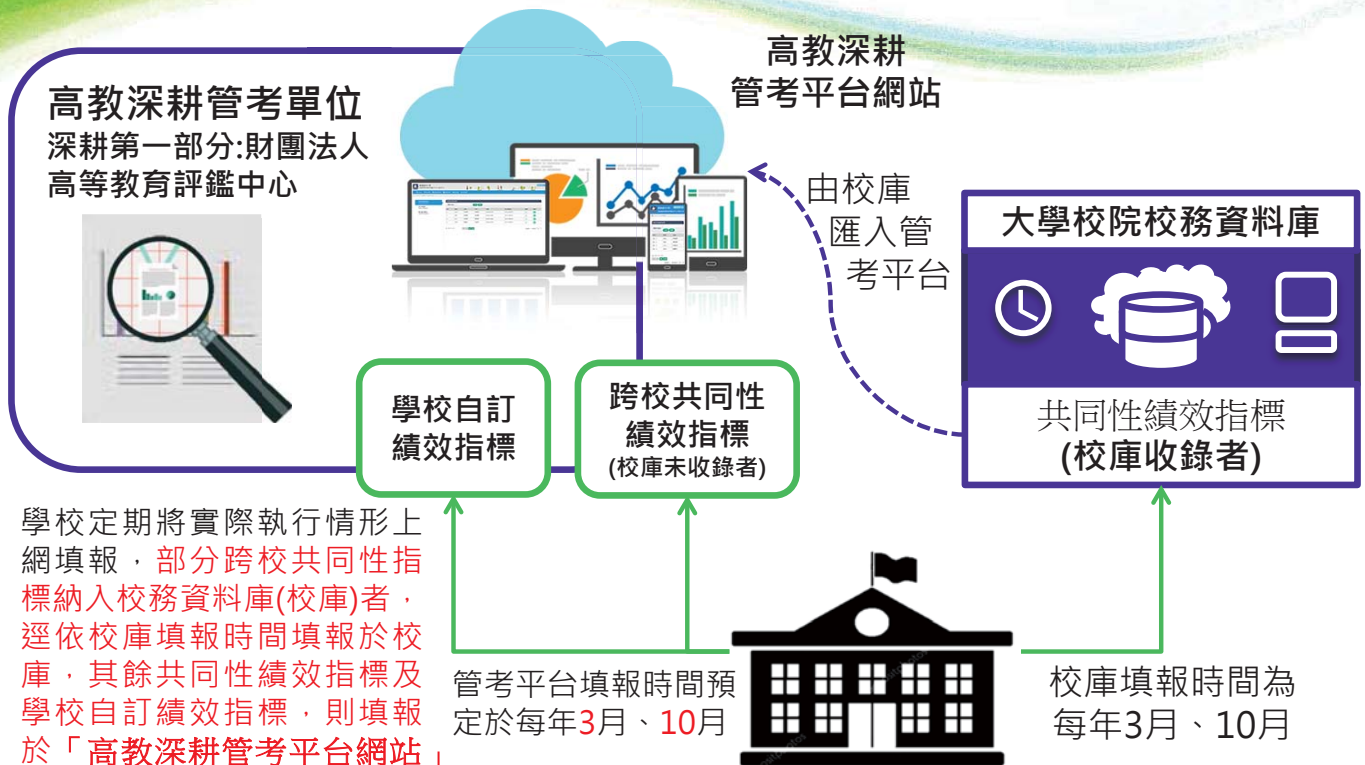 高教深耕
管考平台網站
高教深耕管考單位
深耕第一部分:財團法人
高等教育評鑑中心
由校庫
匯入管
考平台
大學校院校務資料庫
共同性績效指標
(校庫收錄者)
學校自訂
績效指標
跨校共同性
績效指標
(校庫未收錄者)
學校定期將實際執行情形上
網填報，部分跨校共同性指
標納入校務資料庫(校庫)者，
逕依校庫填報時間填報於校
庫，其餘共同性績效指標及
學校自訂績效指標，則填報
於「高教深耕管考平台網站」
管考平台填報時間預
定於每年3月、10月
校庫填報時間為
每年3月、10月